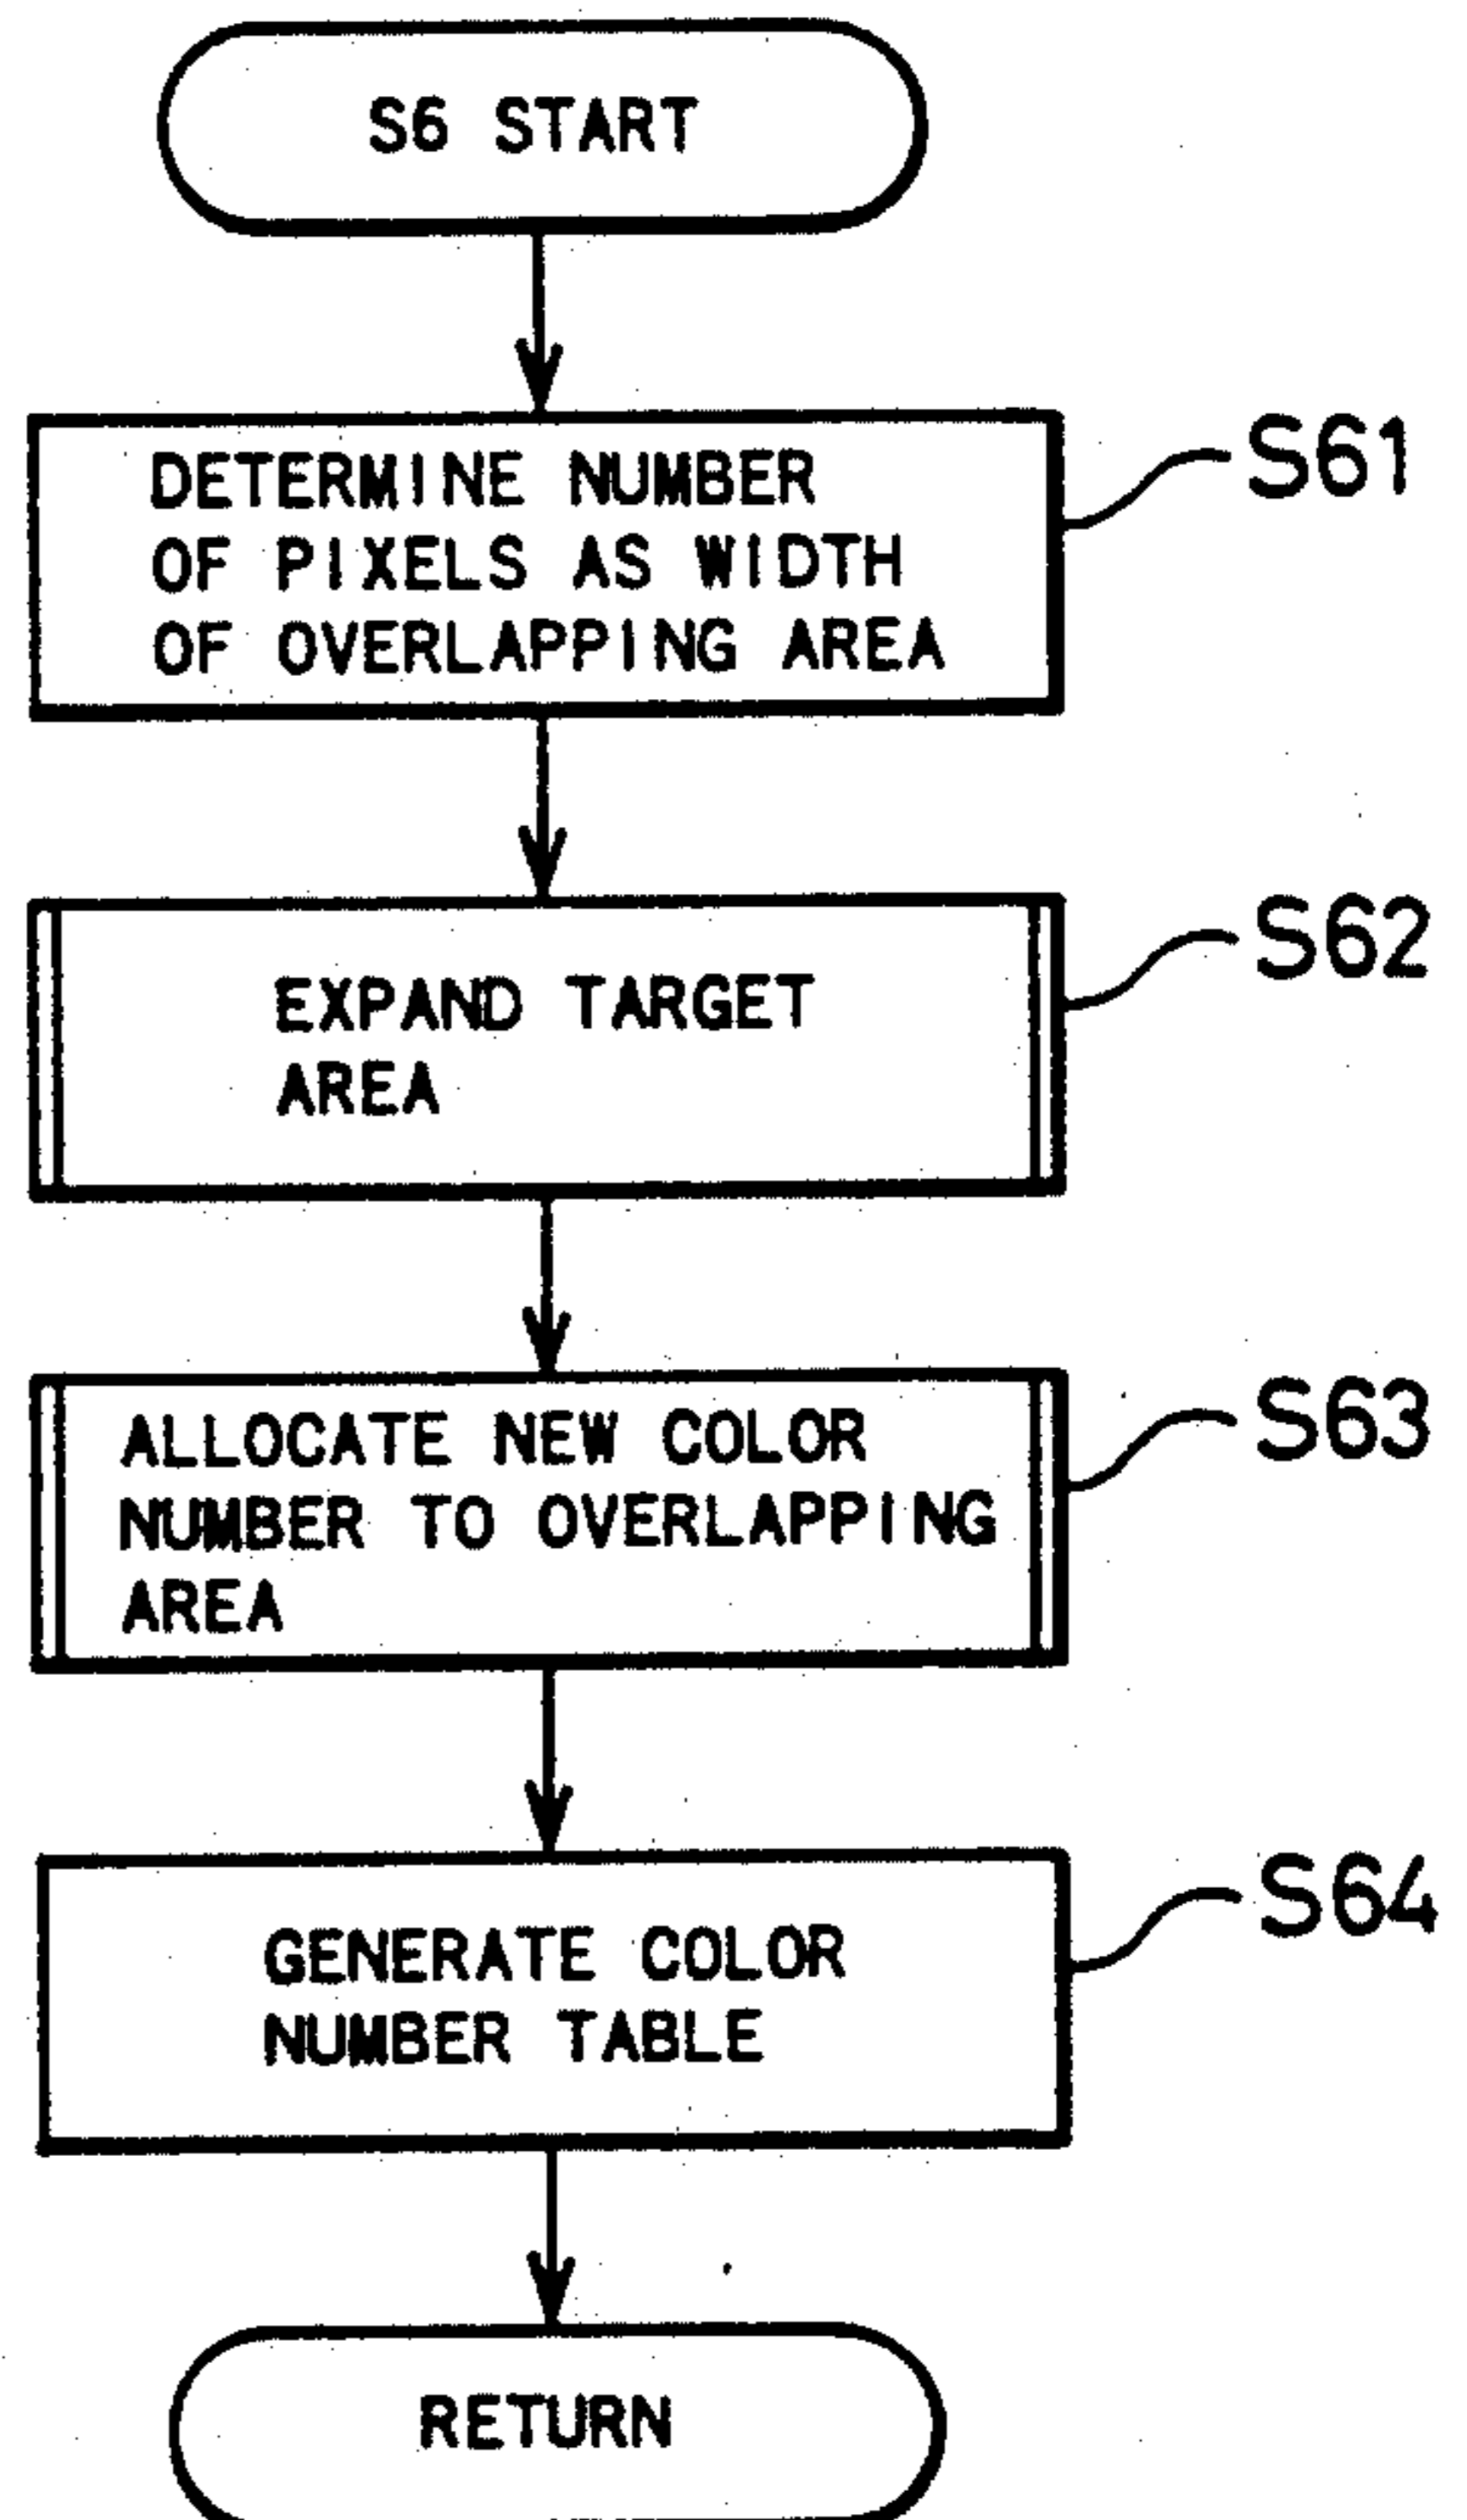 S6 START
DETERMINE NUMBER
OF PIXELS AS WIDTH
OF OVERLAPPING AREA
S61
EXPAND TARGET
AREA
S62
ALLOCATE NEW COLOR
NUMBER TO OVERLAPPING
AREA
S63
GENERATE COLOR
NUMBER TABLE
S64
RETURN